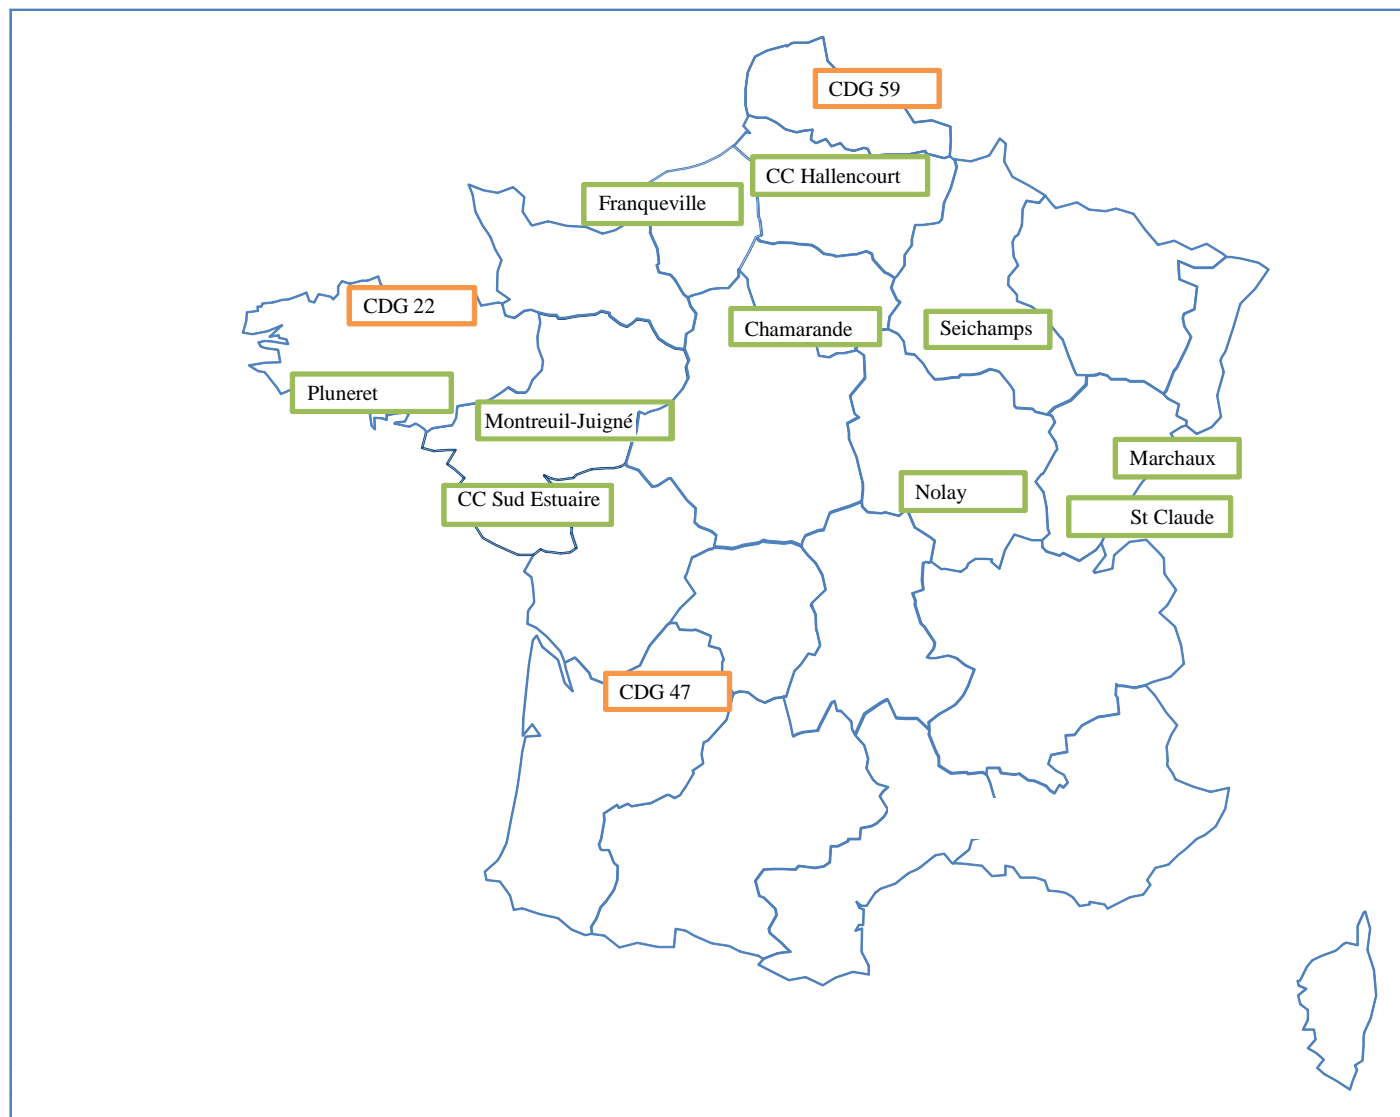 CDG 59
CC Hallencourt
Franqueville
CDG 22
Chamarande
Seichamps
Pluneret
Montreuil-Juigné
Marchaux
CC Sud Estuaire
Nolay
St Claude
CDG 47